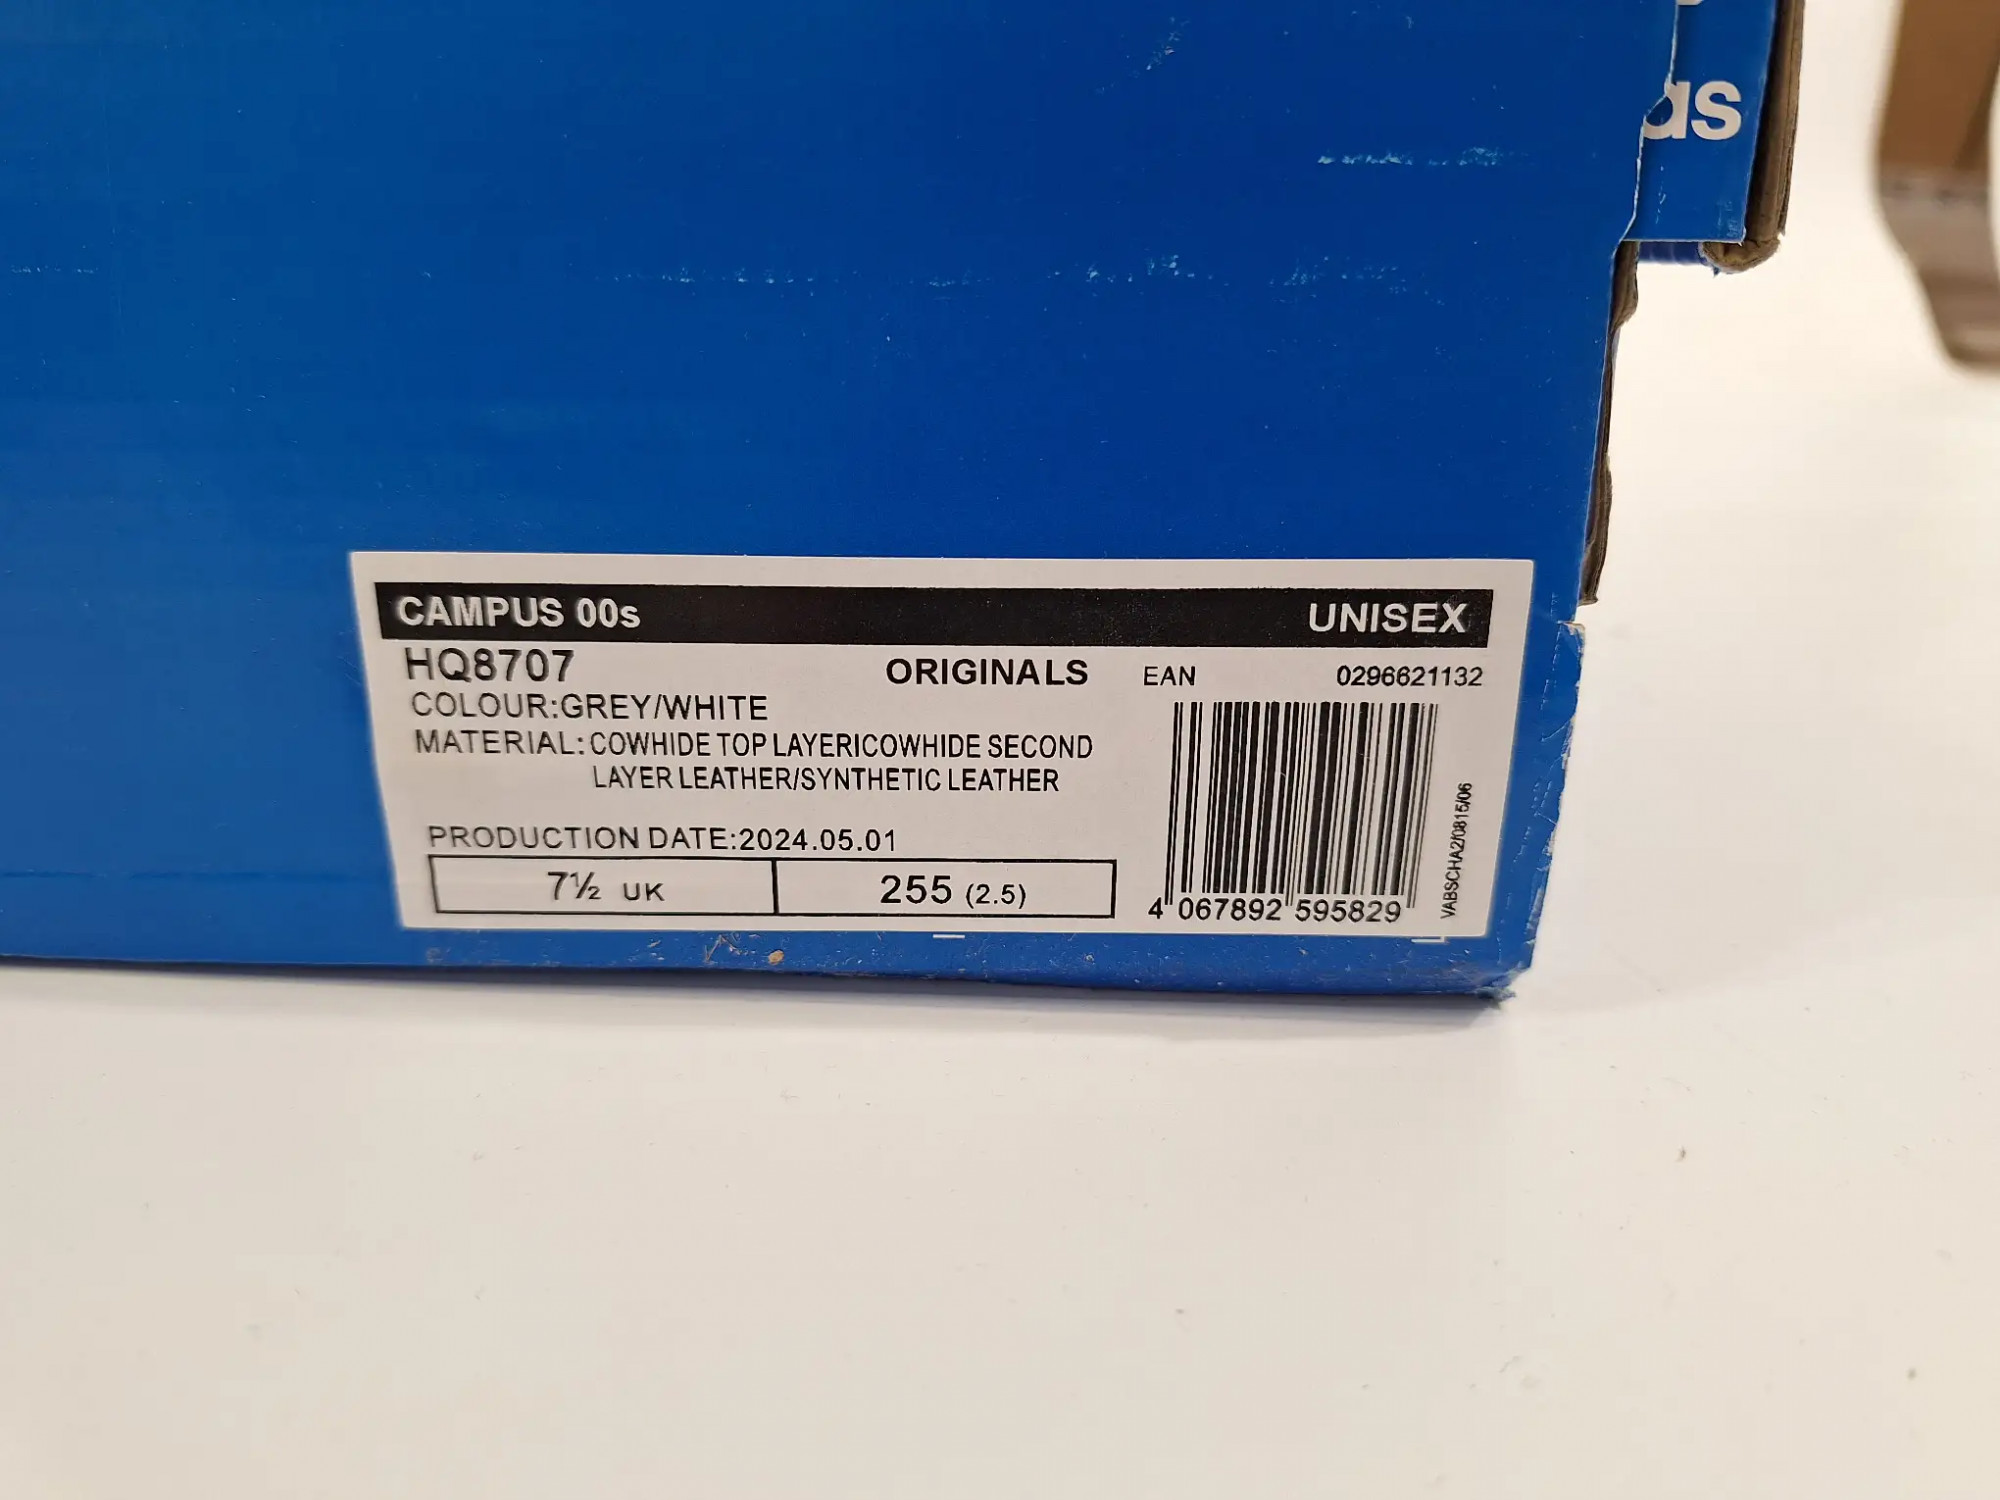 as
CAMPUS 00s UNISEX
HQ8707 ORIGINALS EAN 0296621132
COLOUR:GREY/WHITE
MATERIAL:COWHIDE TOP LAYERICOWHIDE SECOND
LAYER LEATHER/SYNTHETIC LEATHER
PRODUCTION DATE:2024.05.01
7½ UK 255 (2.5)
4 067892 595829
VABSCHA2/0815/06